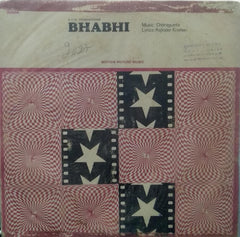 BHABHI
Music: Chitragupta
Lyrics: Rajinder Krishan
MOTION PICTURE MUSIC